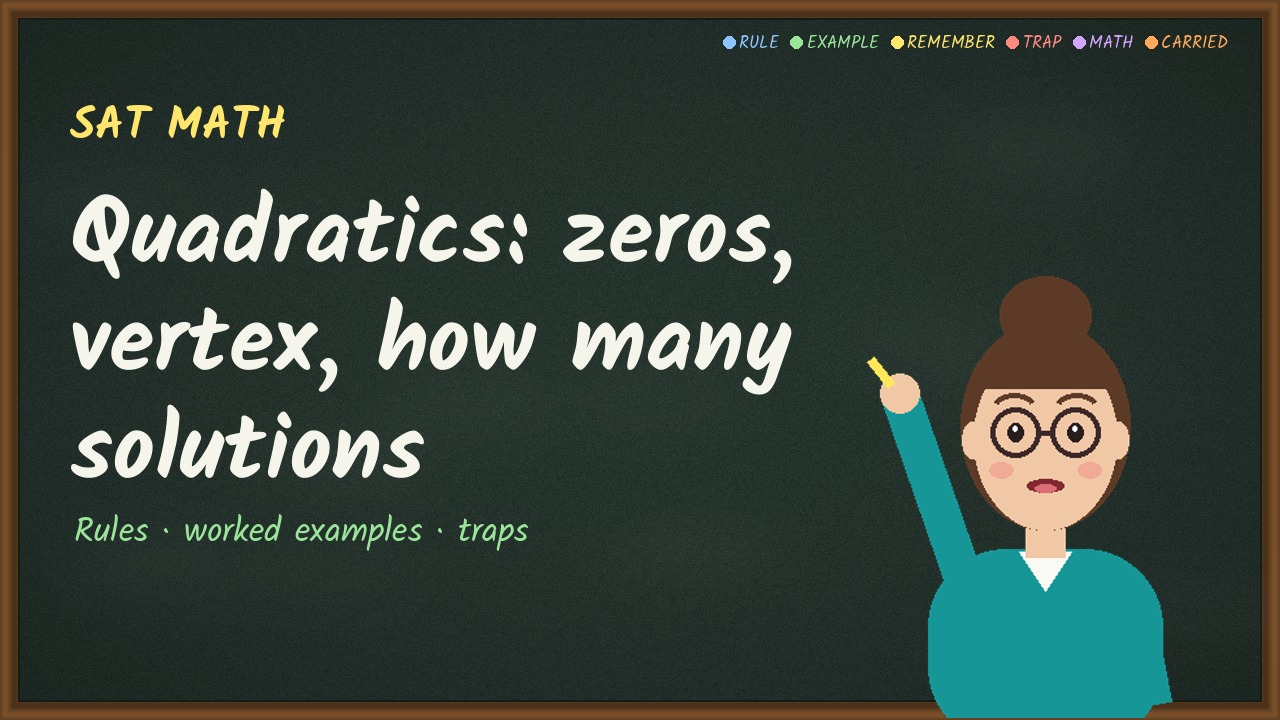 RULE EXAMPLE REMEMBER TRAP MATH CARRIED
SAT MATH
Quadratics: zeros,
vertex, how many
solutions
Rules · worked examples · traps